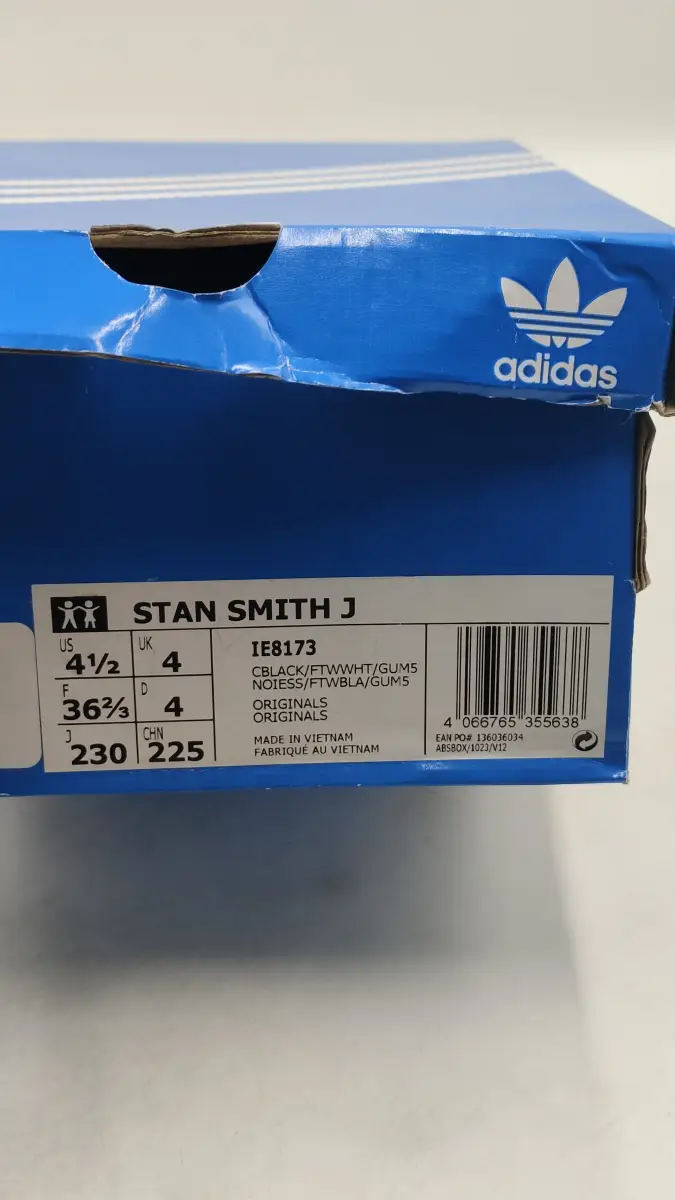 adidas
STAN SMITH J
US 4½ UK 4
F 36⅔ D 4
J 230 CHN 225
IE8173
CBLACK/FTWWHT/GUM5
NOIESS/FTWBLA/GUM5
ORIGINALS
ORIGINALS
MADE IN VIETNAM
FABRIQUÉ AU VIETNAM
4 066765 355638
EAN PO# 136036034
ABSBOX/1023/V12